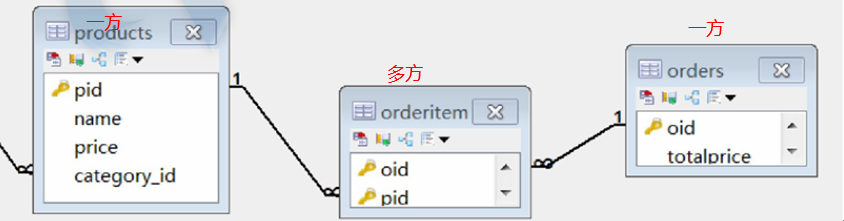 一方
products
pid
name
price
category_id
1
多方
orderitem
oid
pid
一方
orders
1
oid
totalprice